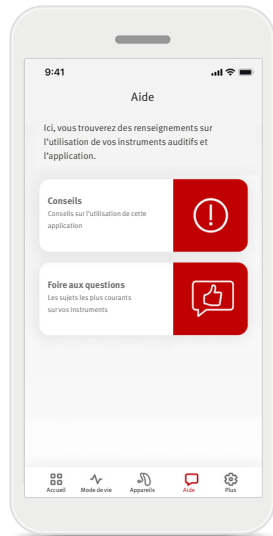 9:41
Aide
Ici, vous trouverez des renseignements sur
l'utilisation de vos instruments auditifs et
l'application.
Conseils
Conseils sur l'utilisation de cette
application
Foire aux questions
Les sujets les plus courants
sur vos instruments
Accueil Mode de vie Appareils Aide Plus